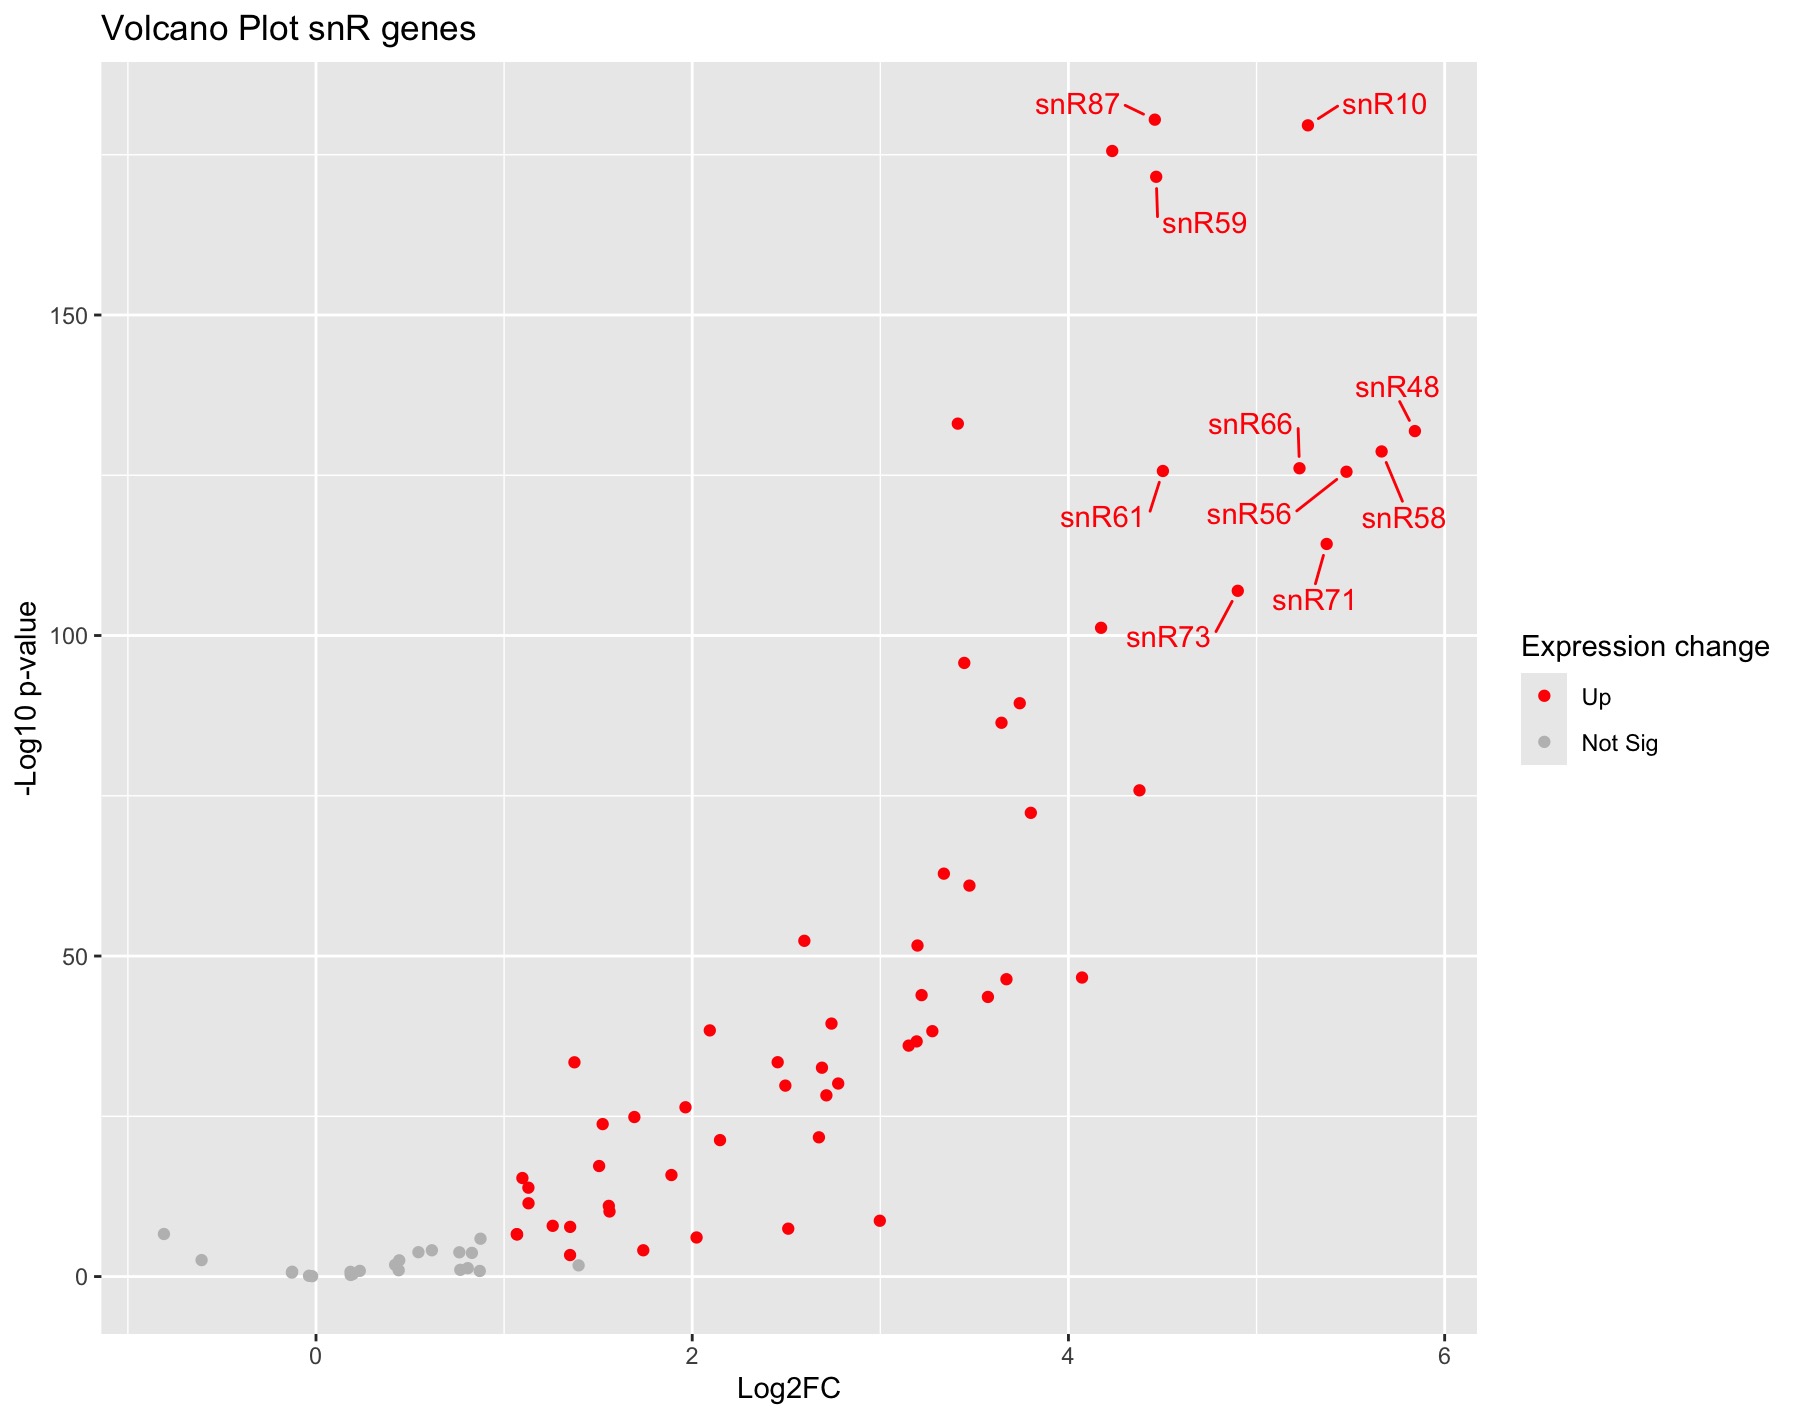 Volcano Plot snR genes
snR87
snR10
snR59
150
snR48
snR66
snR61
snR56
snR58
snR71
snR73
100
50
0
-Log10 p-value
Expression change
Up
Not Sig
0
2
4
6
Log2FC